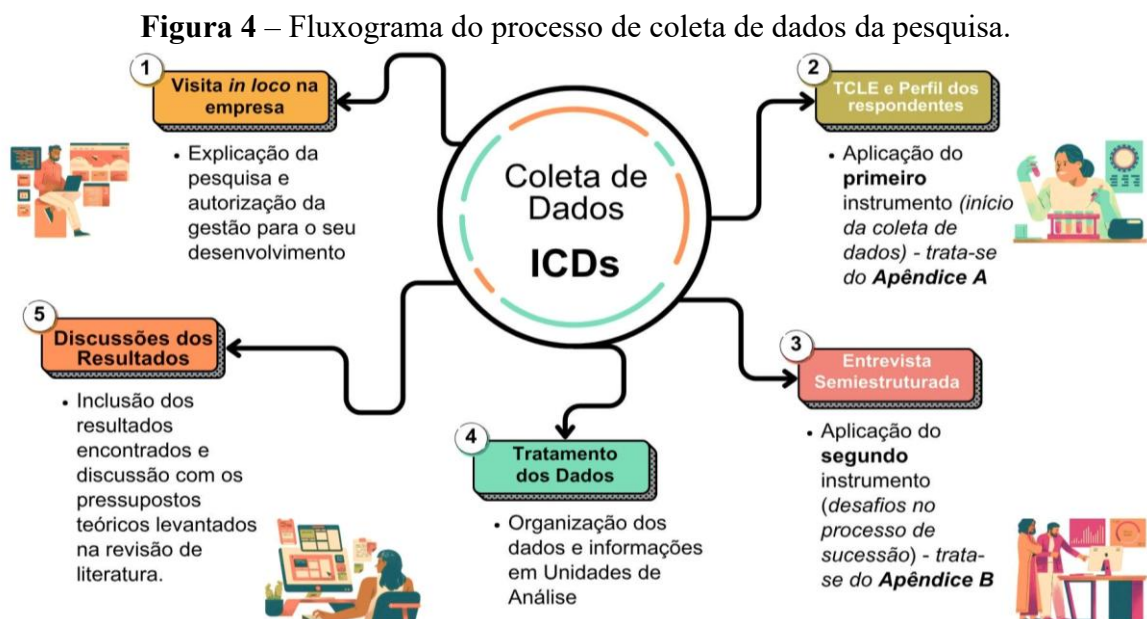 Figura 4 – Fluxograma do processo de coleta de dados da pesquisa.
Coleta de
Dados
ICDs
1
Visita in loco na
empresa
• Explicação da
pesquisa e
autorização da
gestão para o seu
desenvolvimento
2
TCLE e Perfil dos
respondentes
• Aplicação do
primeiro
instrumento (início
da coleta de
dados) - trata-se
do Apêndice A
3
Entrevista
Semiestruturada
• Aplicação do
segundo
instrumento
(desafios no
processo de
sucessão) - trata-
se do Apêndice B
4
Tratamento
dos Dados
• Organização dos
dados e informações
em Unidades de
Análise
5
Discussões dos
Resultados
• Inclusão dos
resultados
encontrados e
discussão com os
pressupostos
teóricos levantados
na revisão de
literatura.